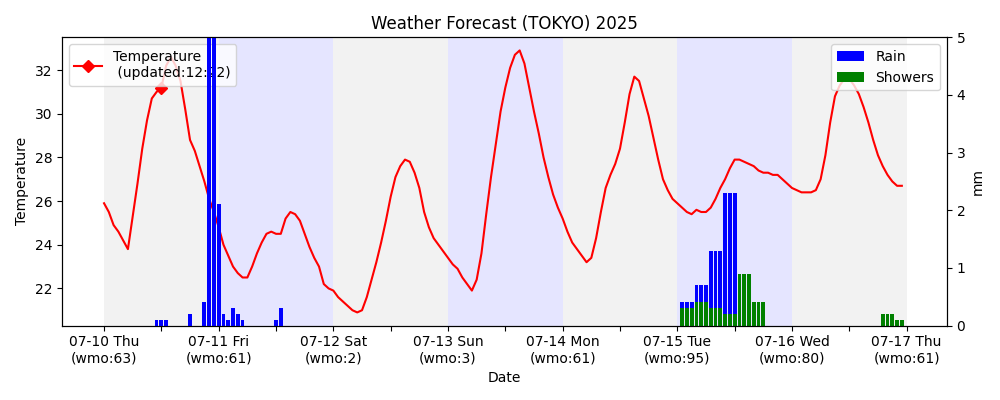 Weather Forecast (TOKYO) 2025
Temperature
(updated:12:22)
Rain
Showers
Temperature
32
30
28
26
24
22
5
4
3
2
1
0
mm
07-10 Thu
(wmo:63)
07-11 Fri
(wmo:61)
07-12 Sat
(wmo:2)
07-13 Sun
(wmo:3)
07-14 Mon
(wmo:61)
07-15 Tue
(wmo:95)
07-16 Wed
(wmo:80)
07-17 Thu
(wmo:61)
Date